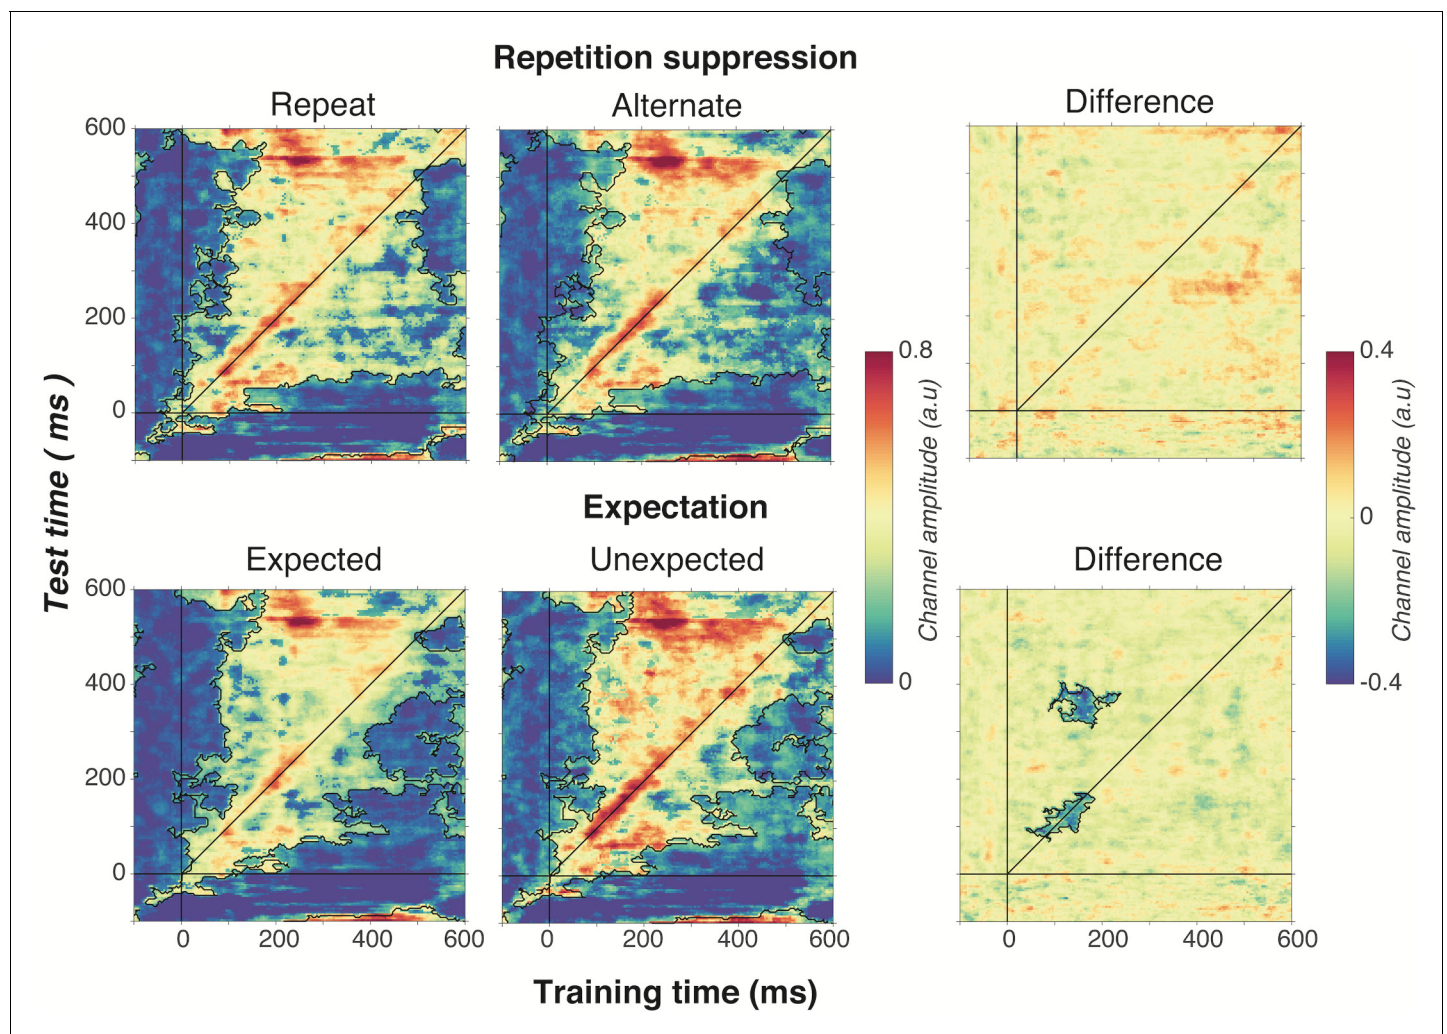 Repetition suppression
Repeat
Alternate
Difference
600
400
200
0
0.8
0
Channel amplitude (a.u)
0.4
0
-0.4
Channel amplitude (a.u)
Test time ( ms )
Expectation
Expected
Unexpected
Difference
600
400
200
0
0 200 400 600
0 200 400 600
0 200 400 600
Training time (ms)